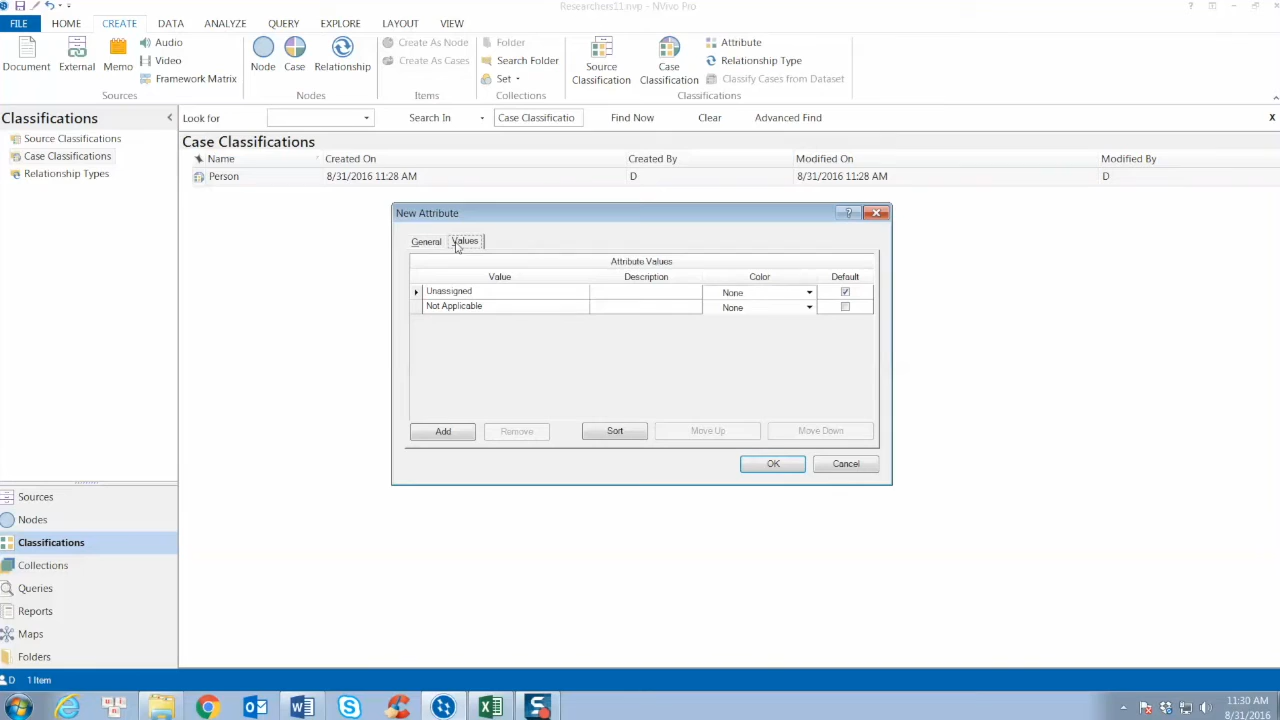 Researchers11.nvp - NVivo Pro
FILE HOME CREATE DATA ANALYZE QUERY EXPLORE LAYOUT VIEW
Document External Memo Audio Video Framework Matrix
Sources
Node Case Relationship
Nodes
Create As Node
Create As Cases
Items
Folder
Search Folder
Set
Collections
Source Classification
Case Classification
Attribute
Relationship Type
Classify Cases from Dataset
Classifications
Classifications
Source Classifications
Case Classifications
Relationship Types
Look for Search In Case Classificatio Find Now Clear Advanced Find X
Case Classifications
Name Created On Created By Modified On Modified By
Person 8/31/2016 11:28 AM D 8/31/2016 11:28 AM D
New Attribute
General Values
Attribute Values
Value Description Color Default
Unassigned None
Not Applicable None
Add Remove Sort Move Up Move Down
OK Cancel
Sources
Nodes
Classifications
Collections
Queries
Reports
Maps
Folders
D 1 Item
11:30 AM
8/31/2016